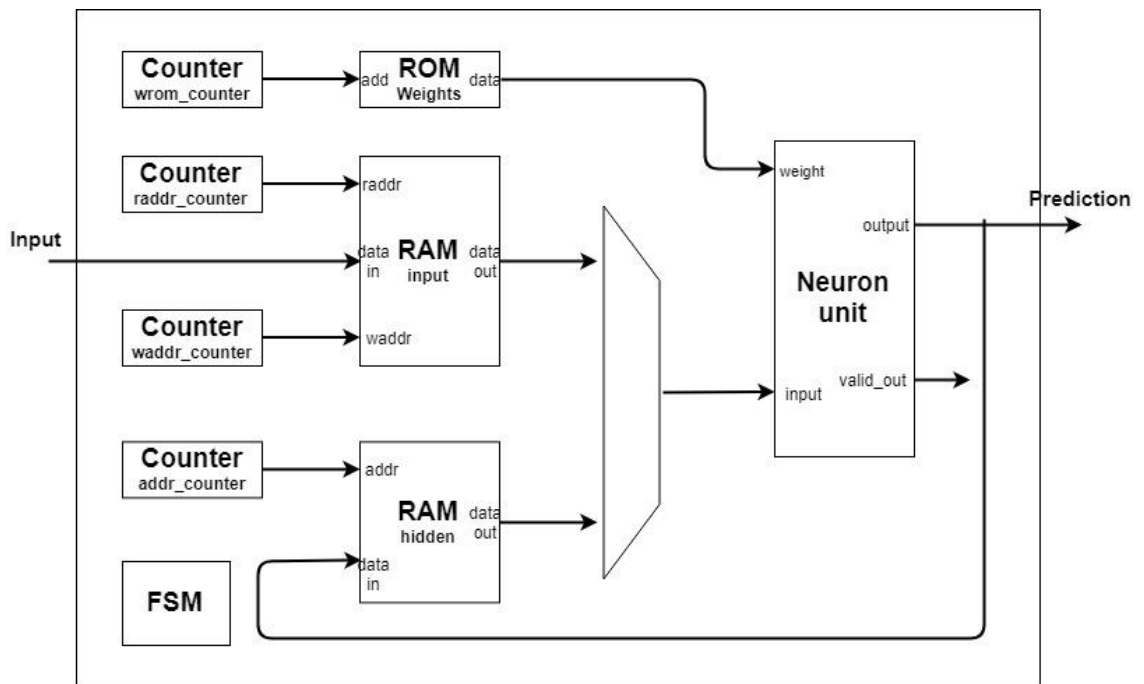 Counter
wrom_counter
add
ROM
Weights
data
Counter
raddr_counter
raddr
weight
Prediction
output
Input
data
in
RAM
input
data
out
Neuron
unit
Counter
waddr_counter
waddr
valid_out
input
Counter
addr_counter
addr
RAM
hidden
data
out
data
in
FSM